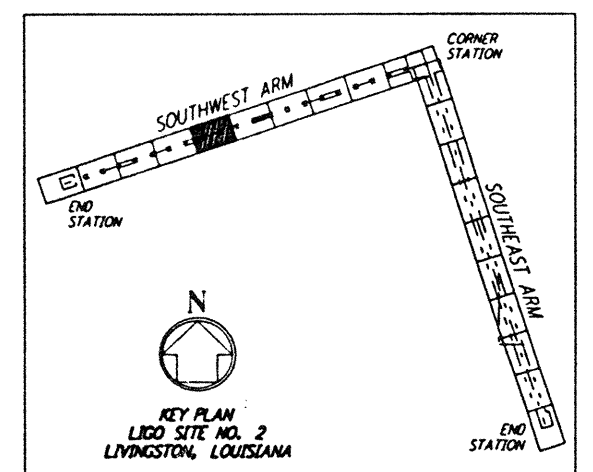 CORNER
STATION
SOUTHWEST ARM
END
STATION
SOUTHEAST ARM
N
KEY PLAN
LIGO SITE NO. 2
LIVINGSTON, LOUISIANA
END
STATION